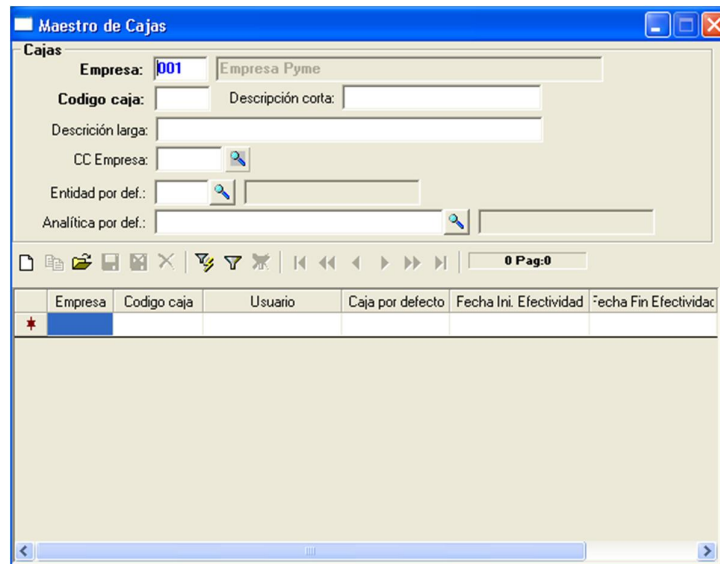 Maestro de Cajas
Cajas
Empresa: 001 Empresa Pyme
Codigo caja: Descripción corta:
Descrición larga:
CC Empresa:
Entidad por def.:
Analítica por def.:
0 Pag:0
Empresa Codigo caja Usuario Caja por defecto Fecha Ini. Efectividad Fecha Fin Efectividad